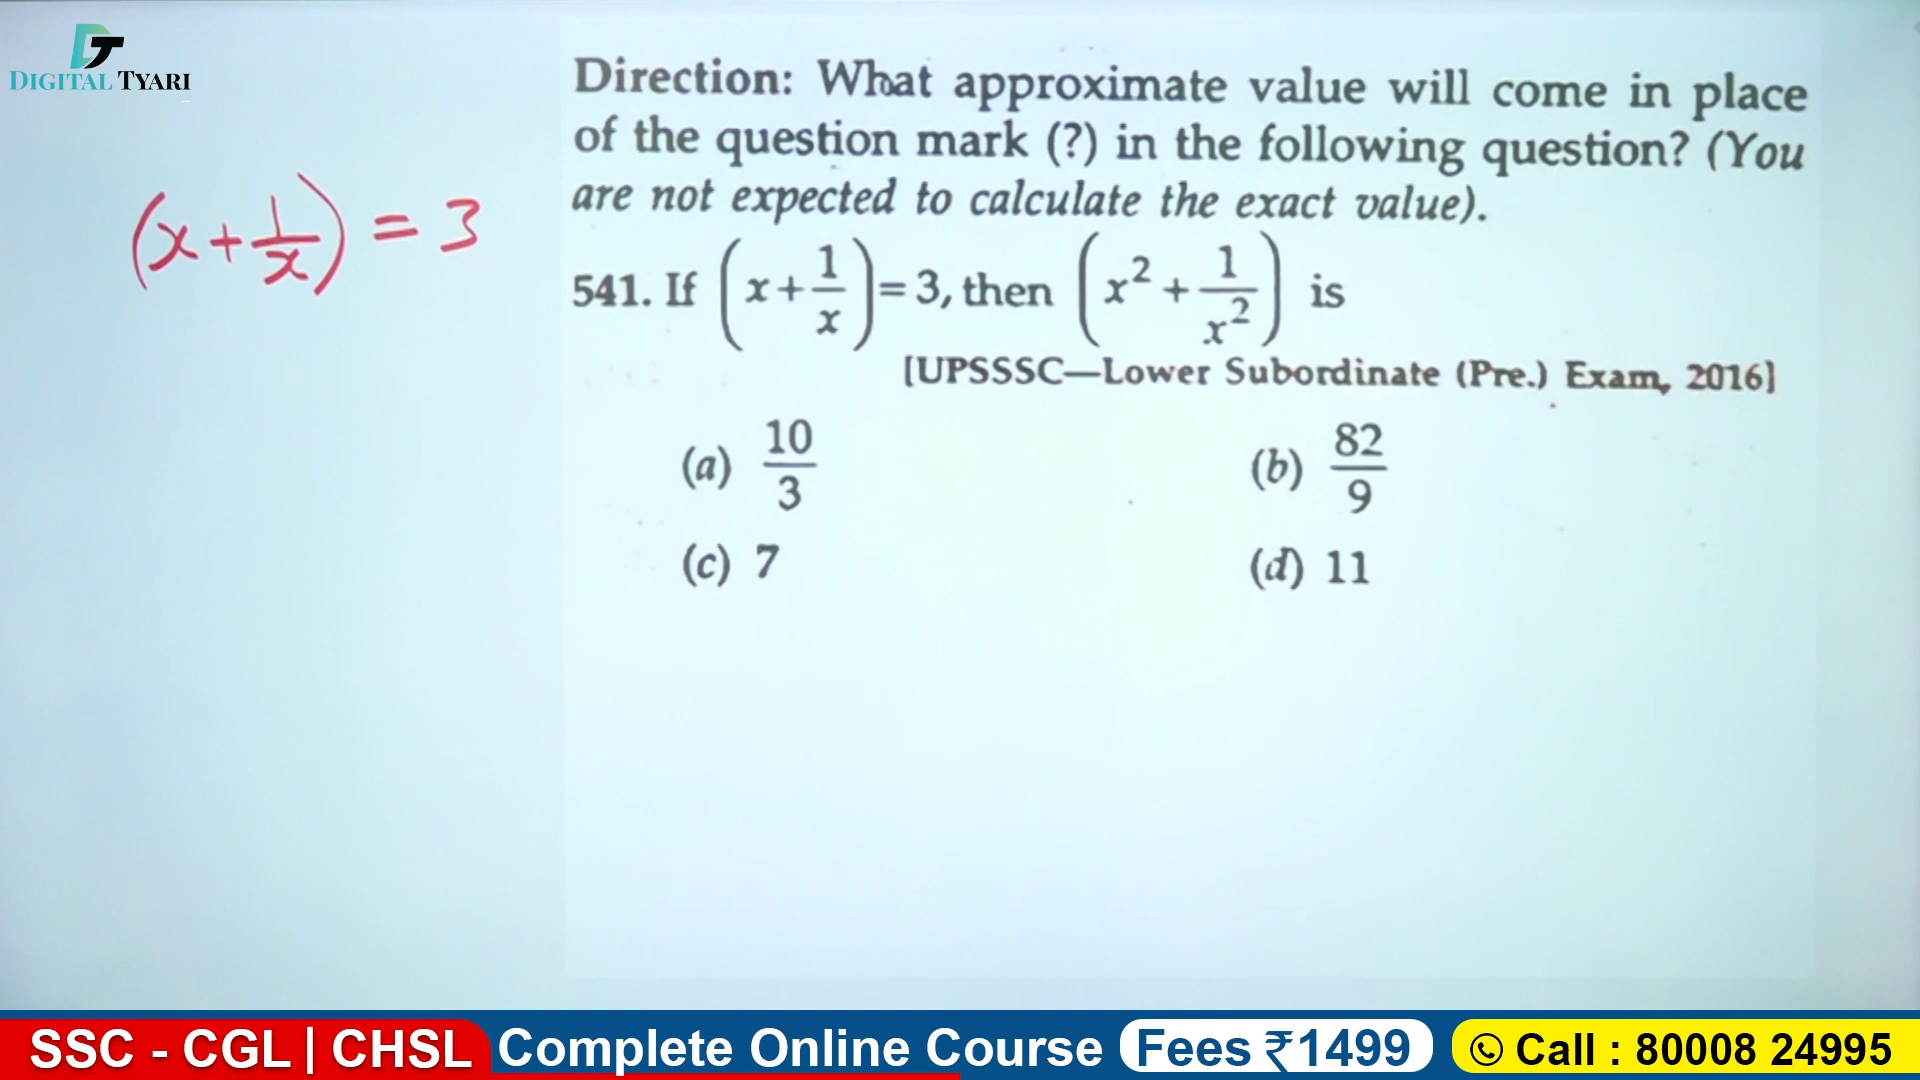 DIGITAL TYARI
Direction: What approximate value will come in place
of the question mark (?) in the following question? (You
are not expected to calculate the exact value).
(x + 1/x) = 3
541. If (x + 1/x) = 3, then (x² + 1/x²) is
[UPSSSC—Lower Subordinate (Pre.) Exam, 2016]
(a) 10/3 (b) 82/9
(c) 7 (d) 11
SSC - CGL | CHSL Complete Online Course Fees ₹1499 Call : 80008 24995